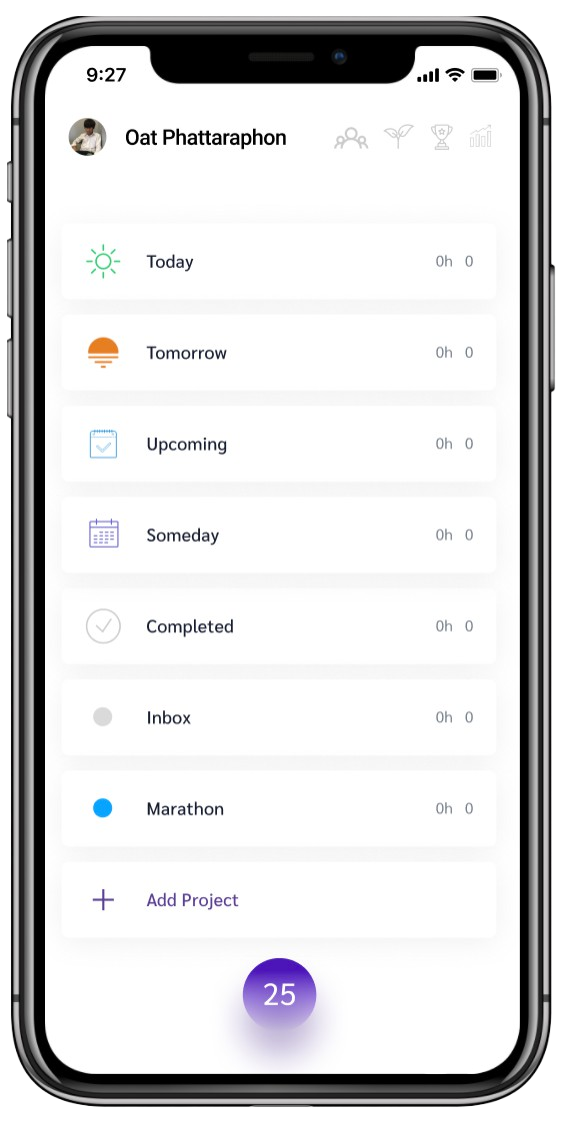 9:27
Oat Phattaraphon
Today 0h 0
Tomorrow 0h 0
Upcoming 0h 0
Someday 0h 0
Completed 0h 0
Inbox 0h 0
Marathon 0h 0
Add Project
25